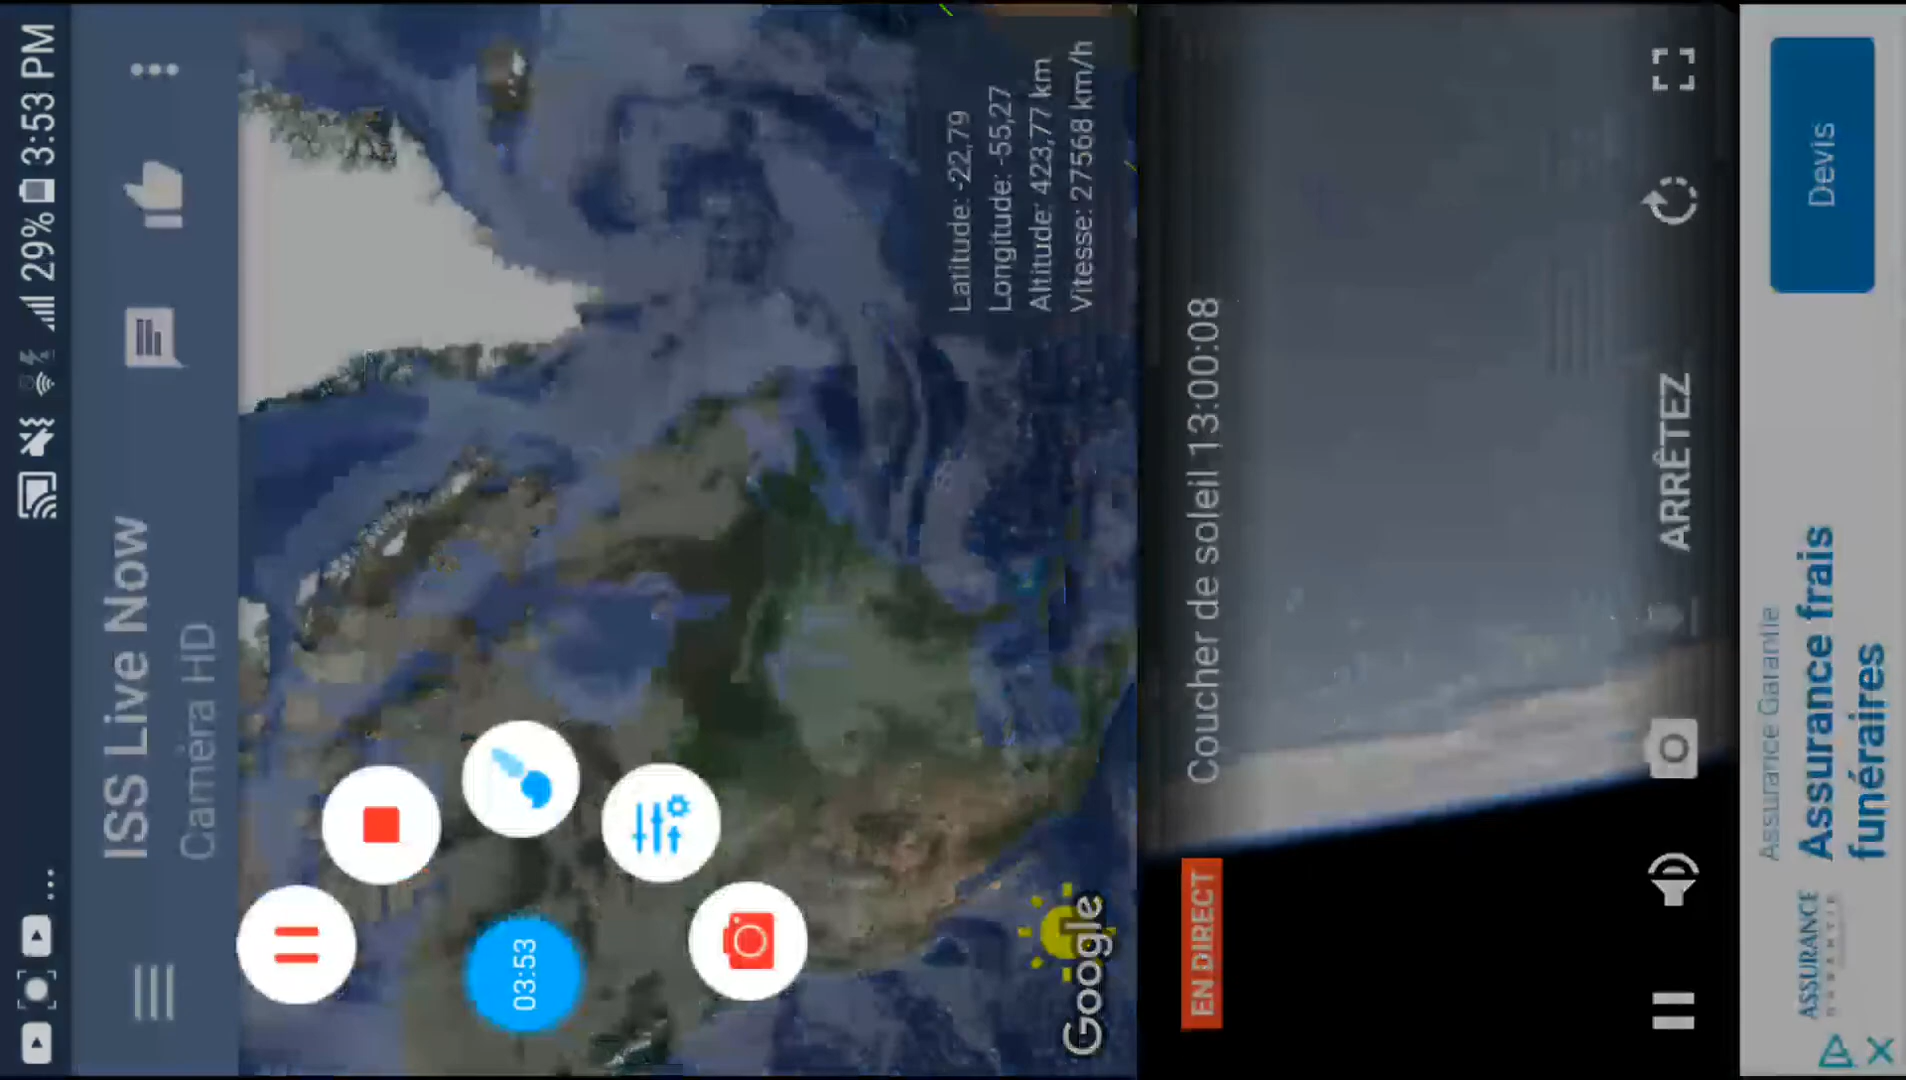 29% 3:53 PM
ISS Live Now
Caméra HD
03:53
Latitude: -22,79
Longitude: -55,27
Altitude: 423,77 km
Vitesse: 27568 km/h
Google
EN DIRECT
Coucher de soleil 13:00:08
ARRÊTEZ
ASSURANCE
GARANTIE
Assurance Garantie
Assurance frais
funéraires
Devis